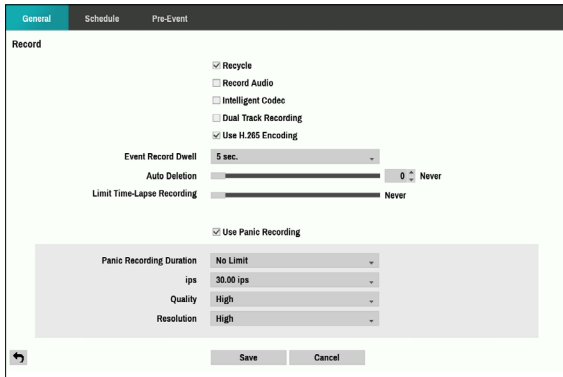 General Schedule Pre-Event
Record
Recycle
Record Audio
Intelligent Codec
Dual Track Recording
Use H.265 Encoding
Event Record Dwell 5 sec.
Auto Deletion 0 Never
Limit Time-Lapse Recording Never
Use Panic Recording
Panic Recording Duration No Limit
ips 30.00 ips
Quality High
Resolution High
Save Cancel